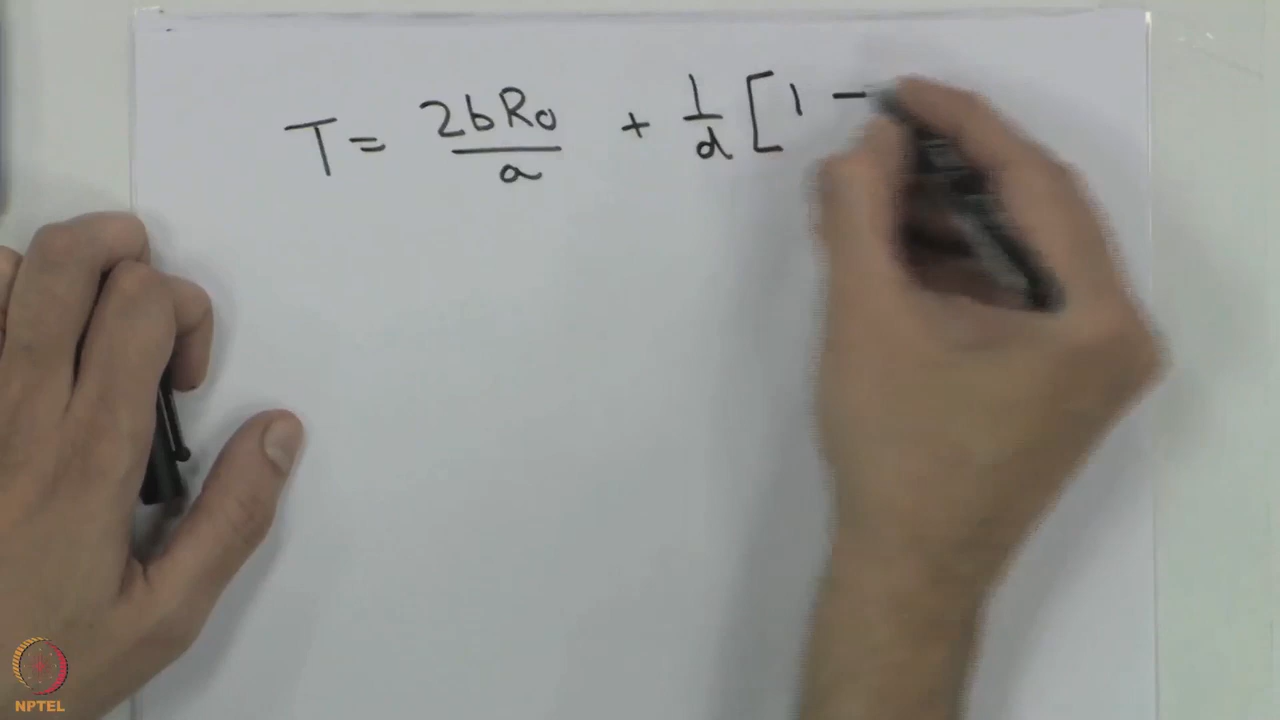 T = 2bR₀/a + 1/d [ 1 –
NPTEL